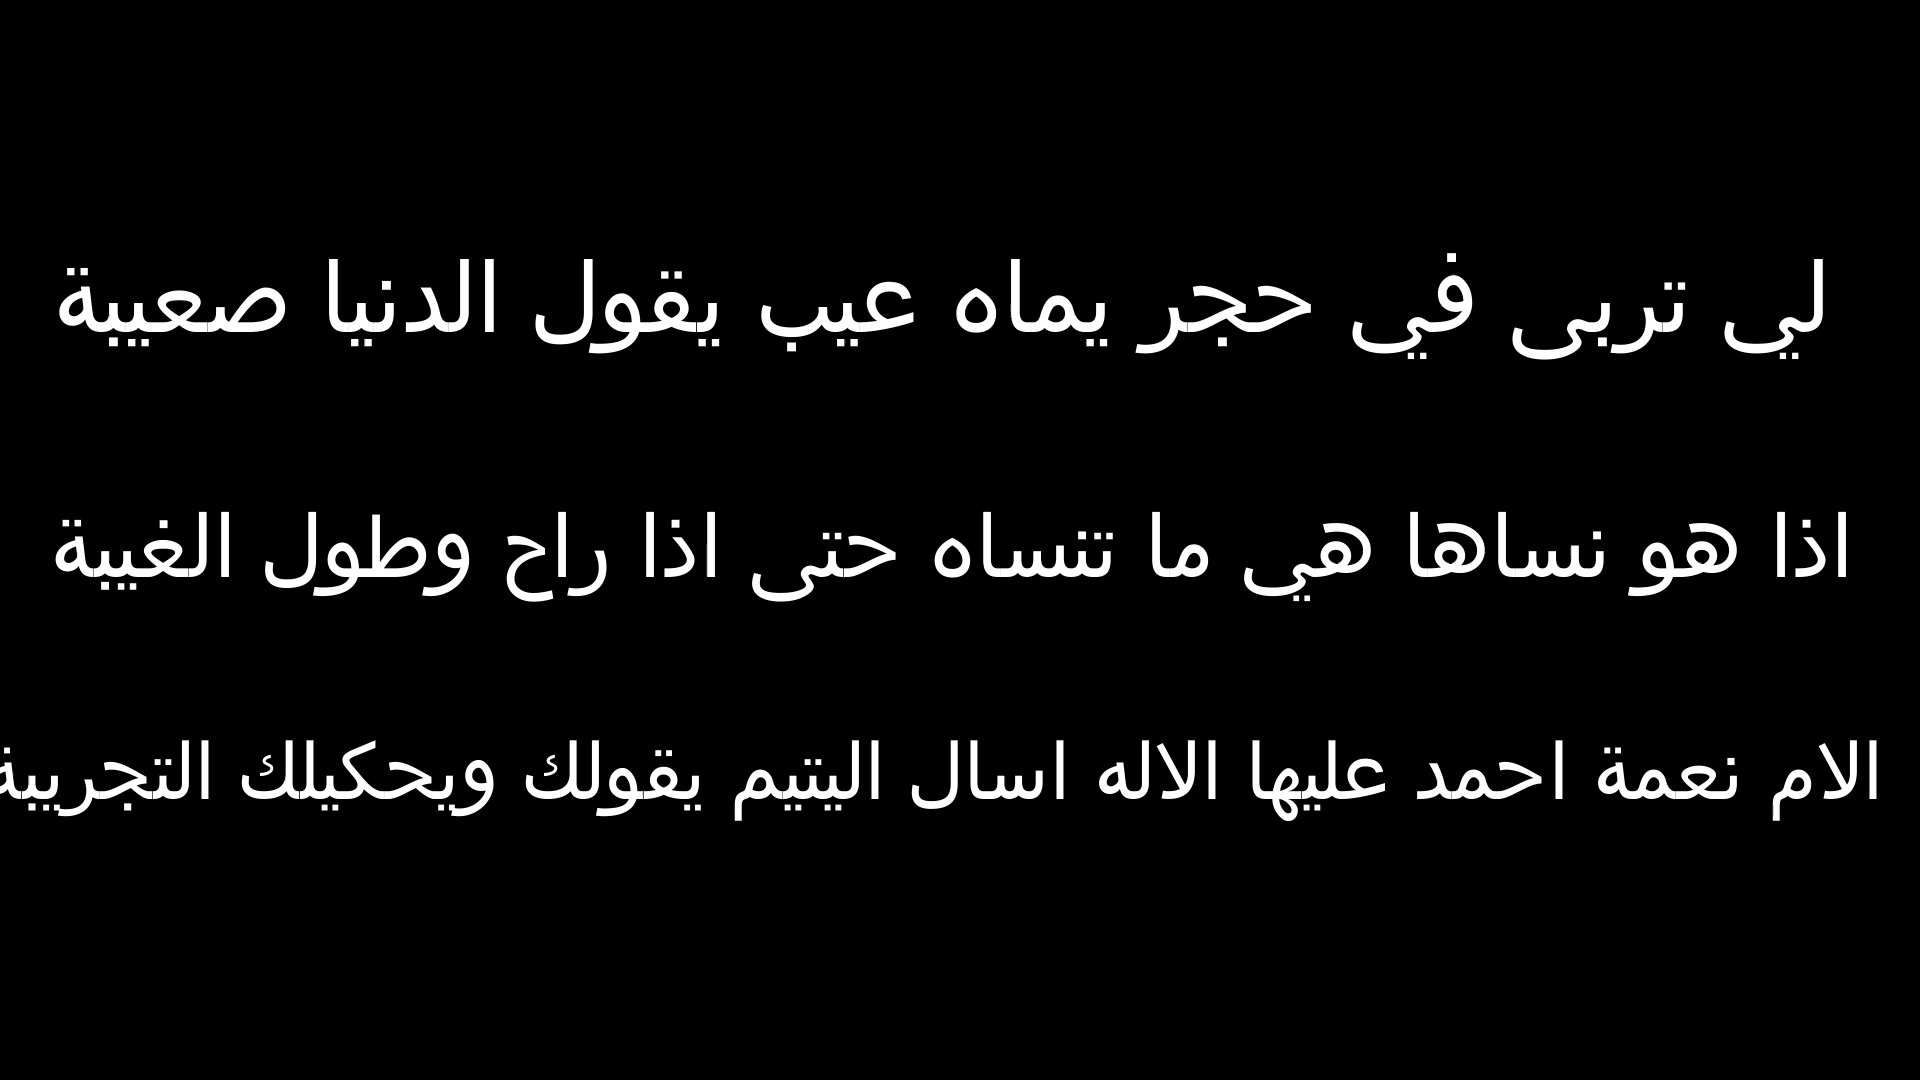 لي تربى في حجر يماه عيب يقول الدنيا صعيبة
اذا هو نساها هي ما تنساه حتى اذا راح وطول الغيبة
الام نعمة احمد عليها الاله اسال اليتيم يقولك ويحكيلك التجريبة